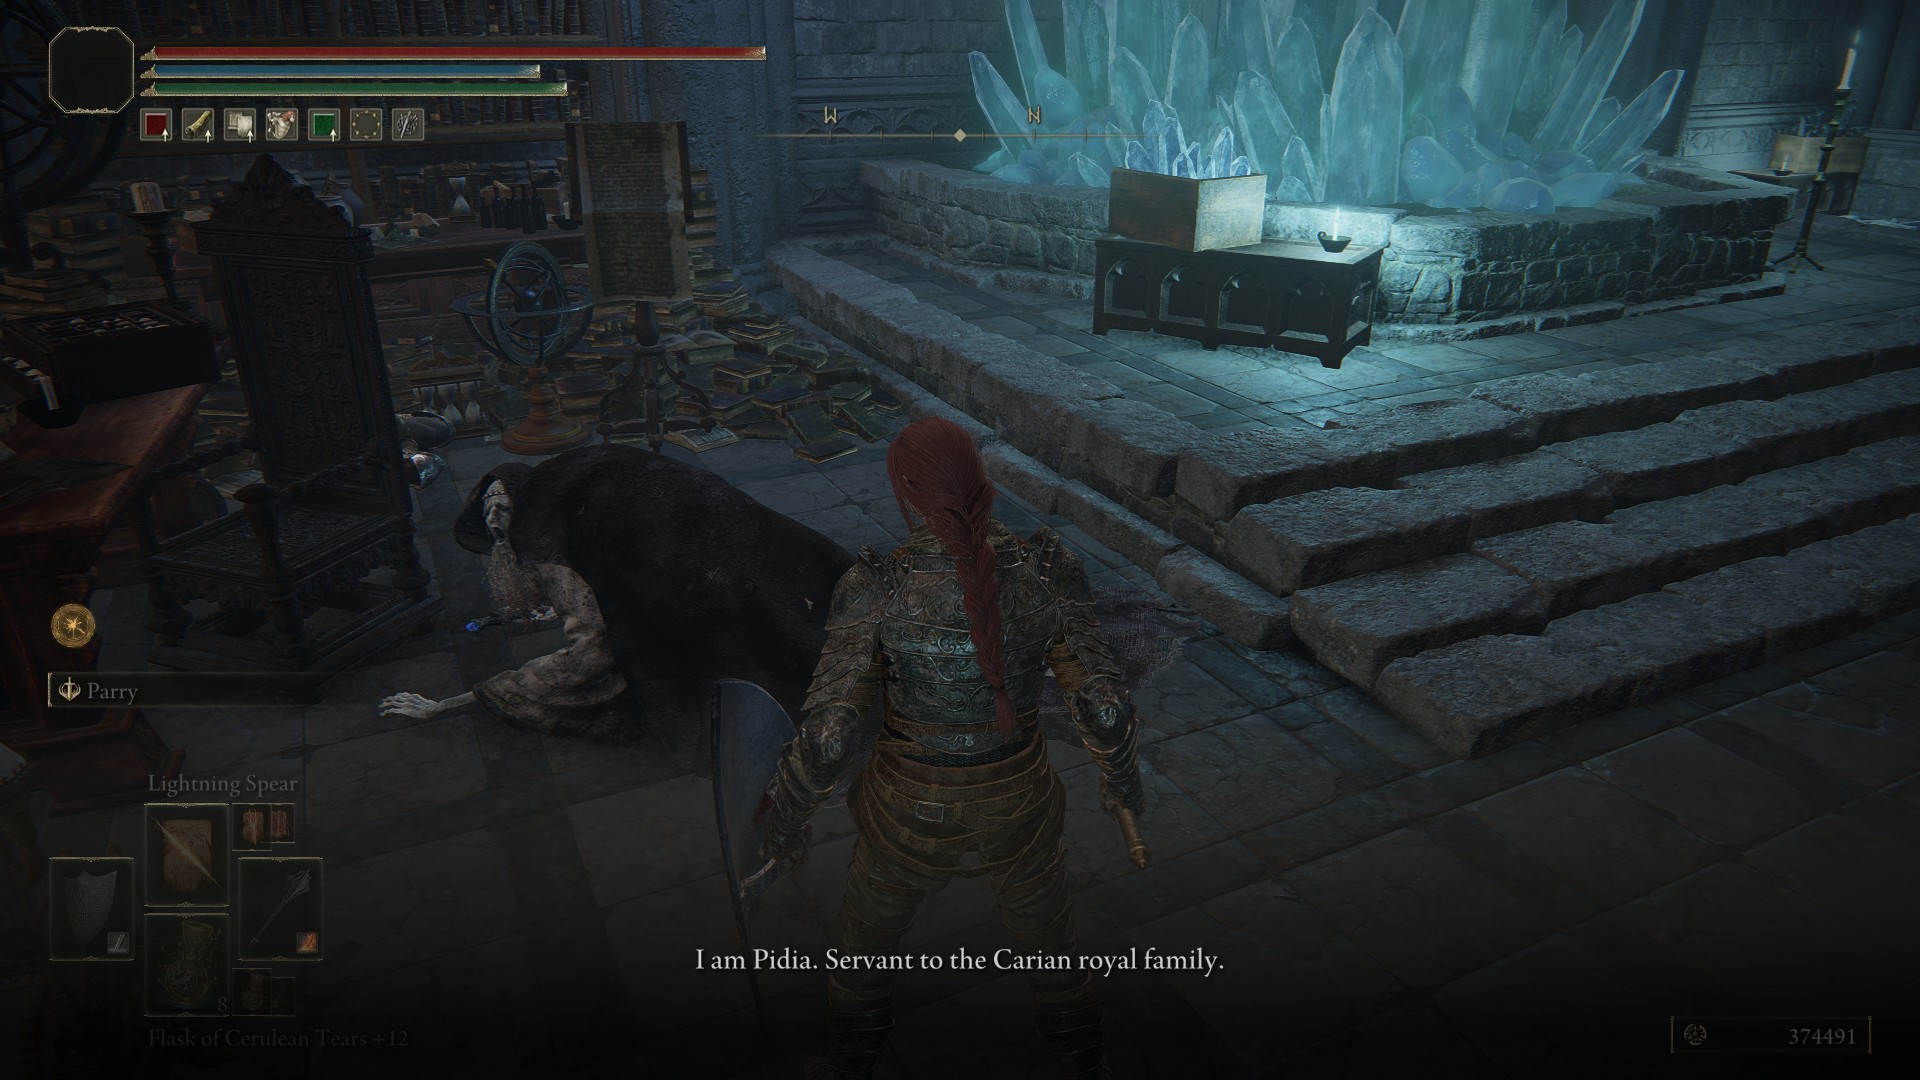 W
N
Parry
Lightning Spear
8
I am Pidia. Servant to the Carian royal family.
Flask of Cerulean Tears +12
374491